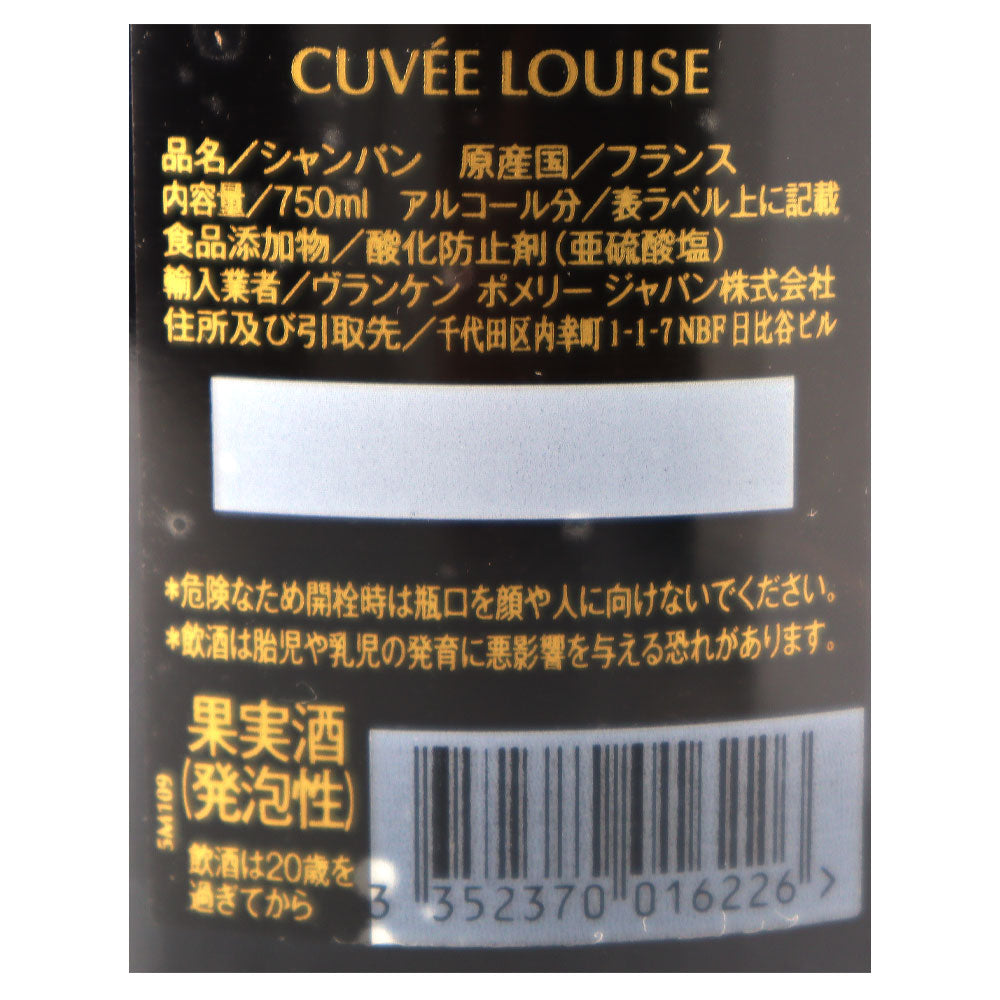 CUVÉE LOUISE
品名/シャンパン 原産国/フランス
内容量/750ml アルコール分/表ラベル上に記載
食品添加物/酸化防止剤(亜硫酸塩)
輸入業者/ヴランケン ポメリー ジャパン株式会社
住所及び引取先/千代田区内幸町1-1-7 NBF日比谷ビル
*危険なため開栓時は瓶口を顔や人に向けないでください。
*飲酒は胎児や乳児の発育に悪影響を与える恐れがあります。
果実酒
(発泡性)
飲酒は20歳を
過ぎてから
5M109
3 352370 016226 >